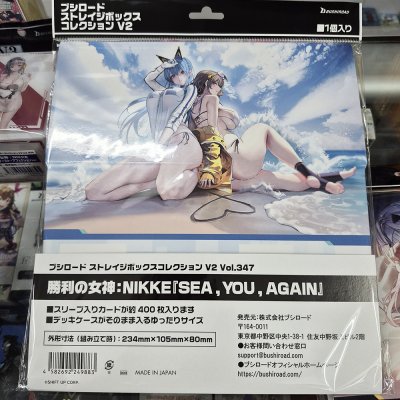 ブシロード
ストレイジボックス
コレクション V2
BUSHIROAD
■1個入り
ブシロード ストレイジボックスコレクション V2 Vol.347
勝利の女神：NIKKE『SEA , YOU , AGAIN』
■スリーブ入りカードが約400枚入ります
■デッキケースがそのまま入るゆったりサイズ
外形寸法（組み立て時）：234mm×105mm×80mm
発売元：株式会社ブシロード
〒164-0011
東京都中野区中央1-38-1 住友中野坂上ビル2階
●お客様問い合わせ窓口
support@bushiroad.com
●ブシロードオフィシャルホームページ
https://bushiroad.com/
4 582692 249883
MADE IN JAPAN
©SHIFT UP CORP.